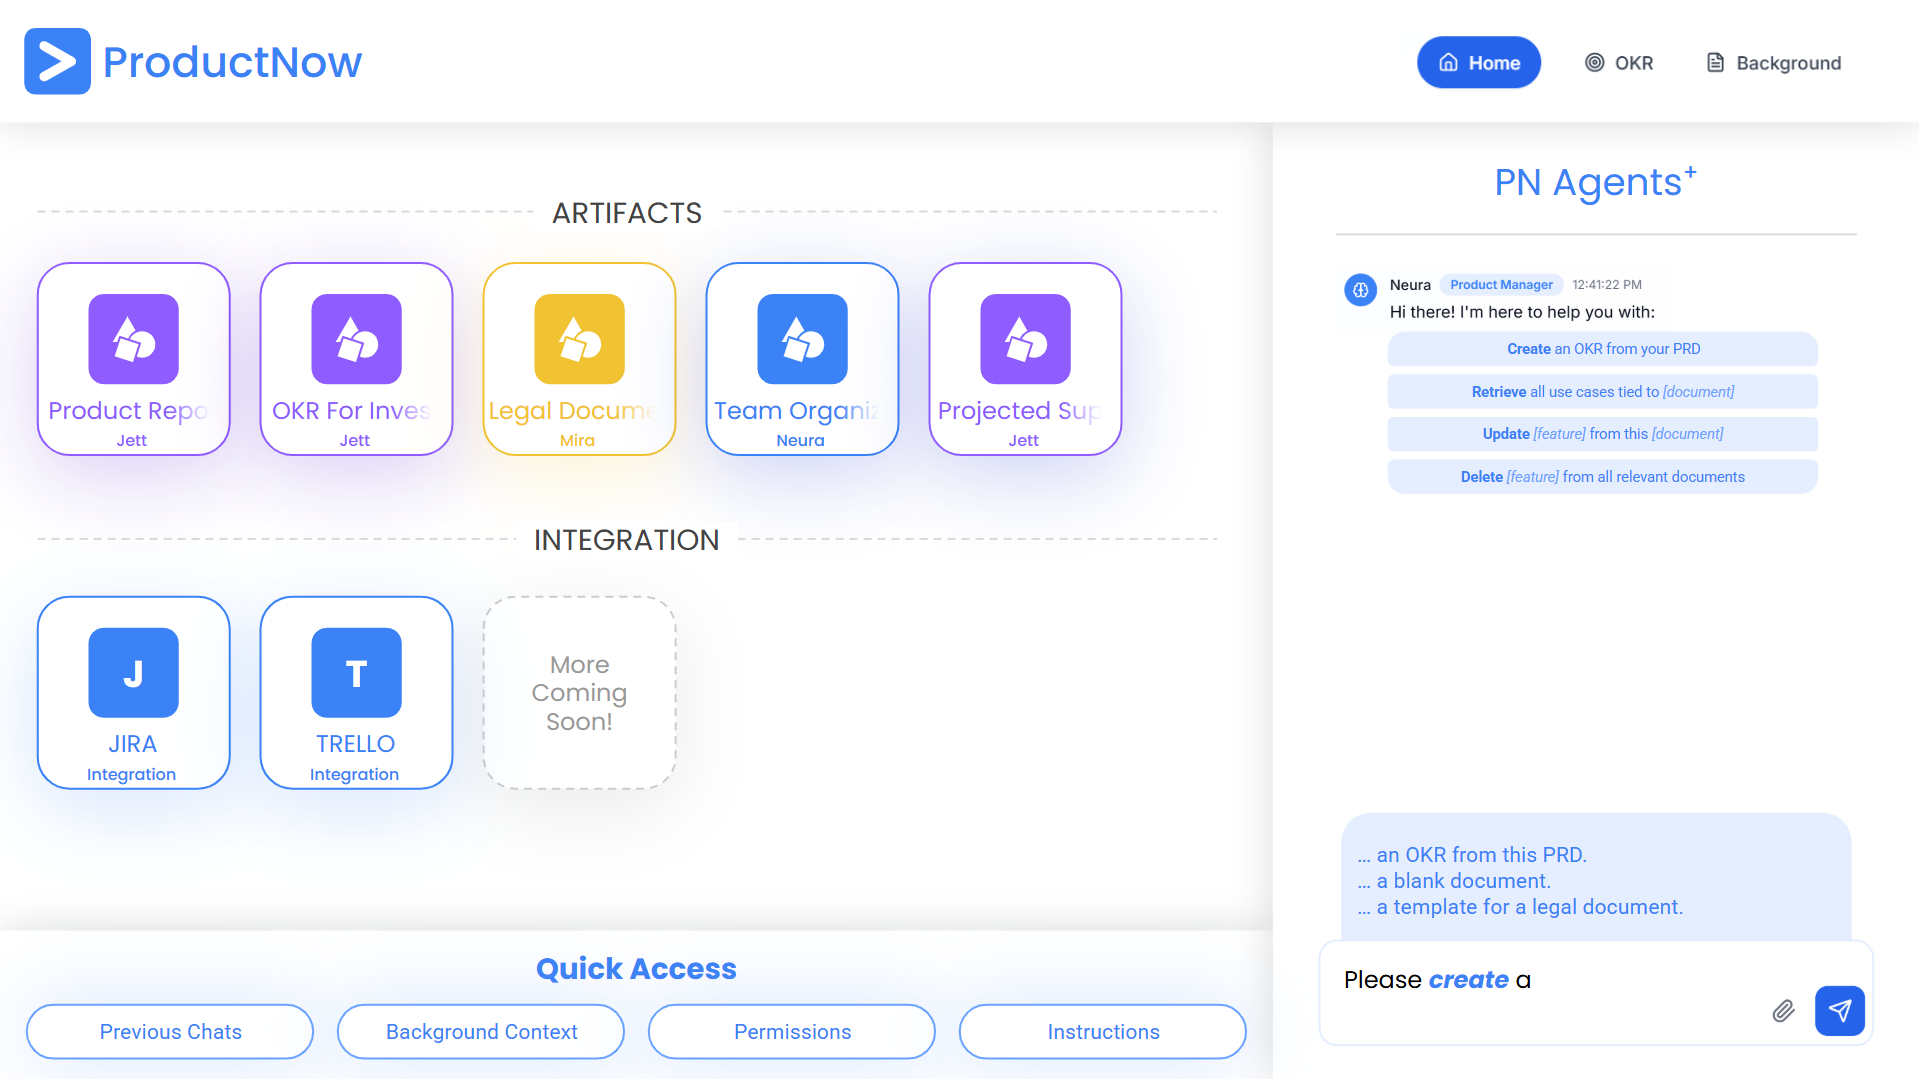 ProductNow
Home
OKR
Background
ARTIFACTS
Product Repo
Jett
OKR For Inves
Jett
Legal Docume
Mira
Team Organiz
Neura
Projected Sup
Jett
INTEGRATION
J
JIRA
Integration
T
TRELLO
Integration
More
Coming
Soon!
Quick Access
Previous Chats
Background Context
Permissions
Instructions
PN Agents+
Neura Product Manager 12:41:22 PM
Hi there! I'm here to help you with:
Create an OKR from your PRD
Retrieve all use cases tied to [document]
Update [feature] from this [document]
Delete [feature] from all relevant documents
... an OKR from this PRD.
... a blank document.
... a template for a legal document.
Please create a